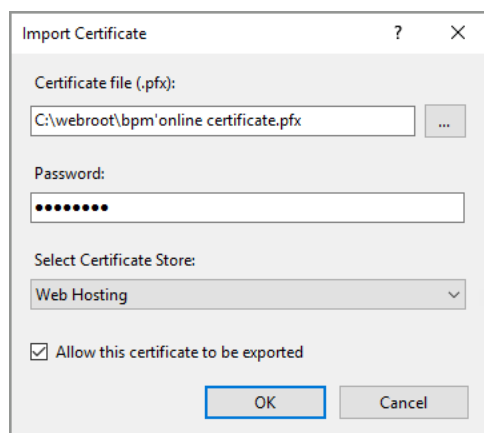 Import Certificate ?
Certificate file (.pfx):
C:\webroot\bpm'online certificate.pfx ...
Password:
••••••••
Select Certificate Store:
Web Hosting
Allow this certificate to be exported
OK Cancel